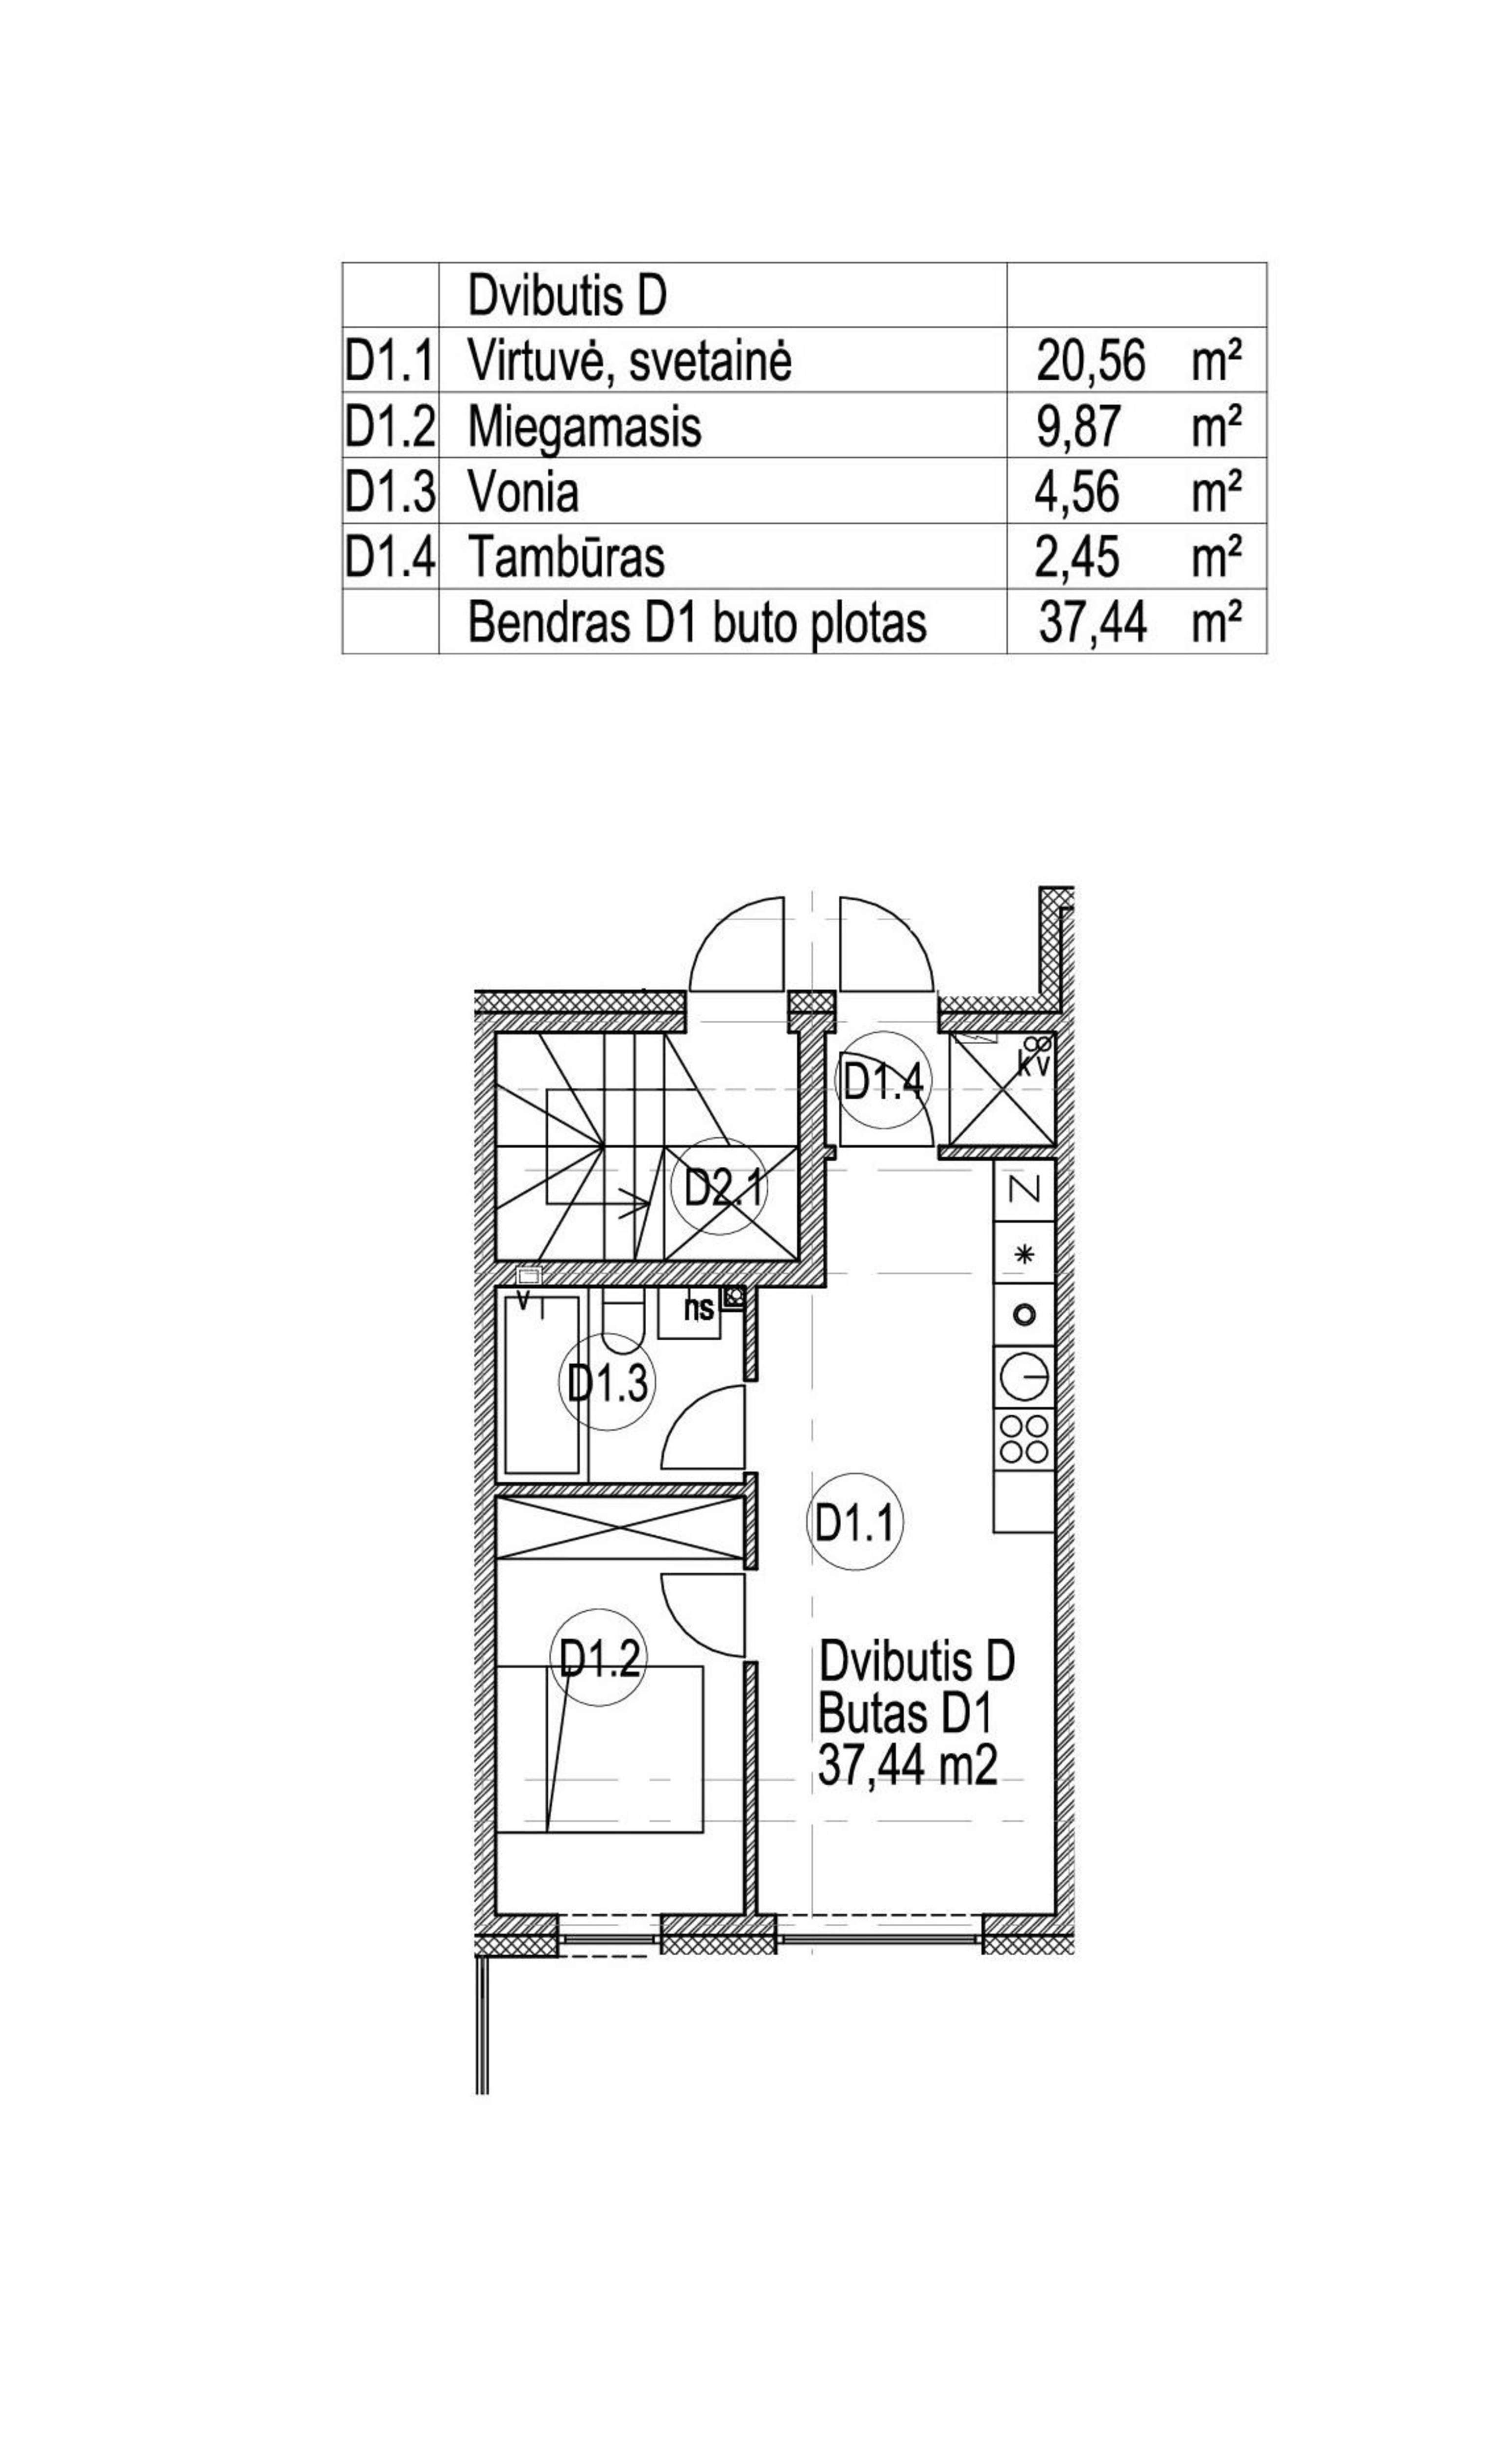 Dvibutis D
D1.1 Virtuvė, svetainė 20,56 m²
D1.2 Miegamasis 9,87 m²
D1.3 Vonia 4,56 m²
D1.4 Tambūras 2,45 m²
Bendras D1 buto plotas 37,44 m²
k v
D1.4
D2.1
N
v
ns
D1.3
D1.1
D1.2
Dvibutis D
Butas D1
37,44 m2